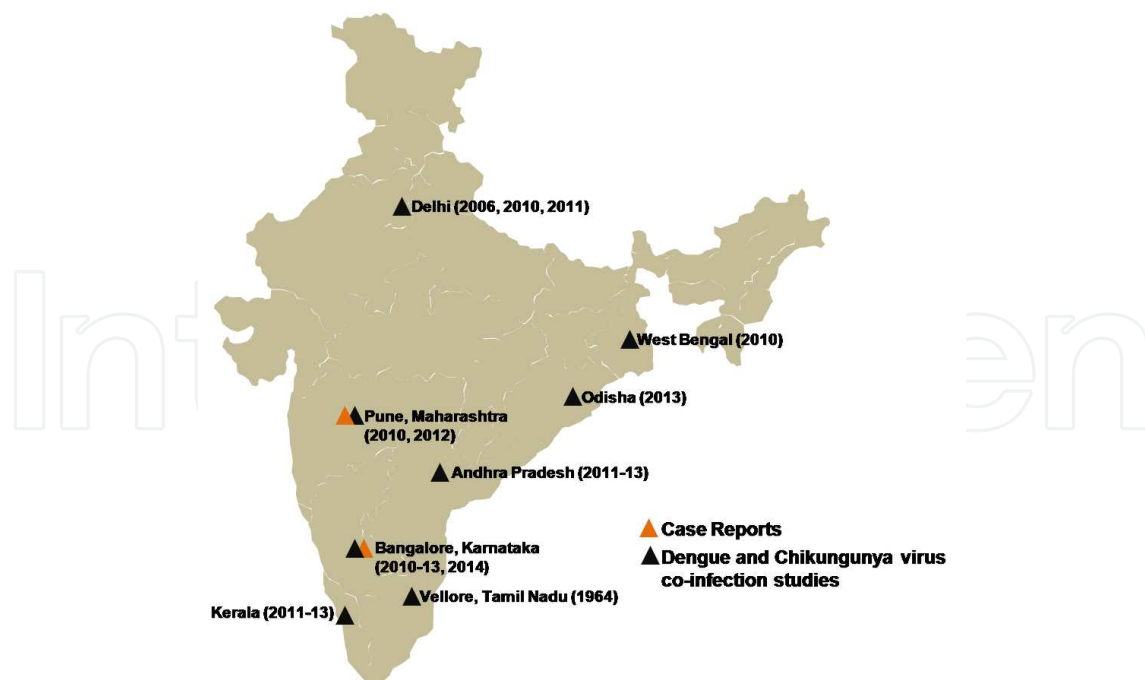 Delhi (2006, 2010, 2011)
West Bengal (2010)
Odisha (2013)
Pune, Maharashtra
(2010, 2012)
Andhra Pradesh (2011-13)
Case Reports
Dengue and Chikungunya virus
co-infection studies
Bangalore, Karnataka
(2010-13, 2014)
Vellore, Tamil Nadu (1964)
Kerala (2011-13)